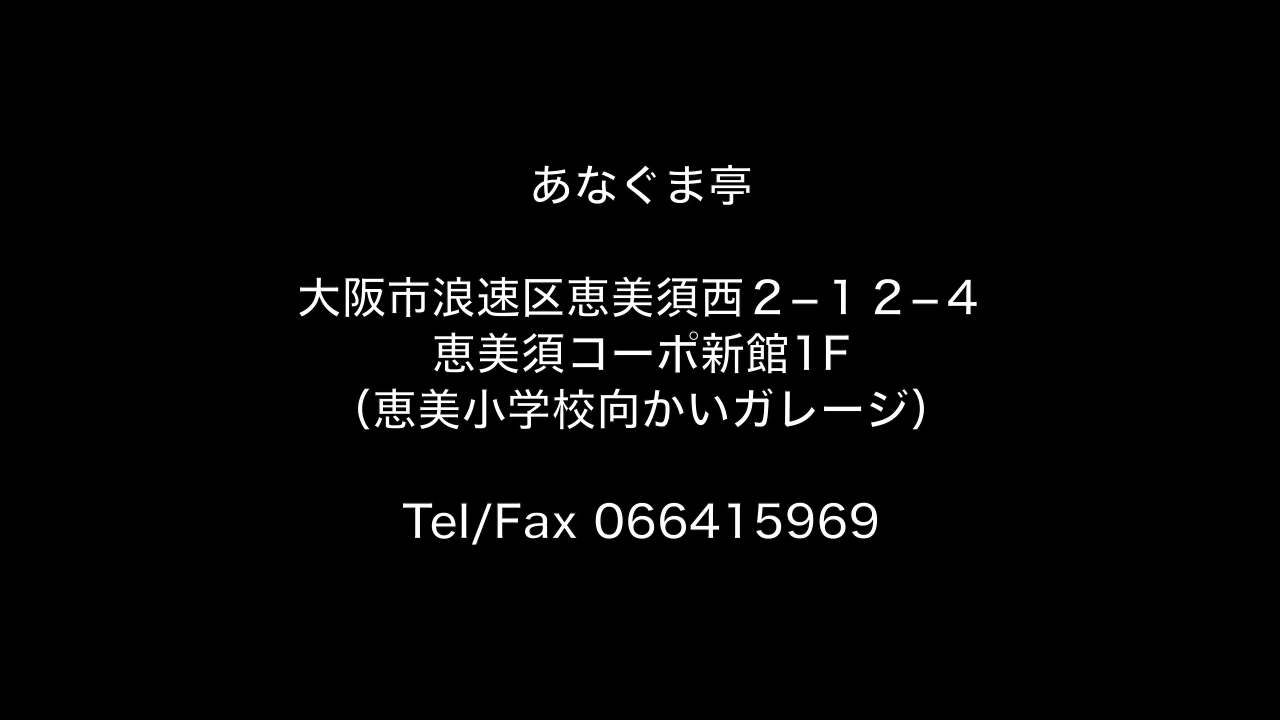 あなぐま亭
大阪市浪速区恵美須西２−１２−４
恵美須コーポ新館1F
（恵美小学校向かいガレージ）
Tel/Fax 066415969